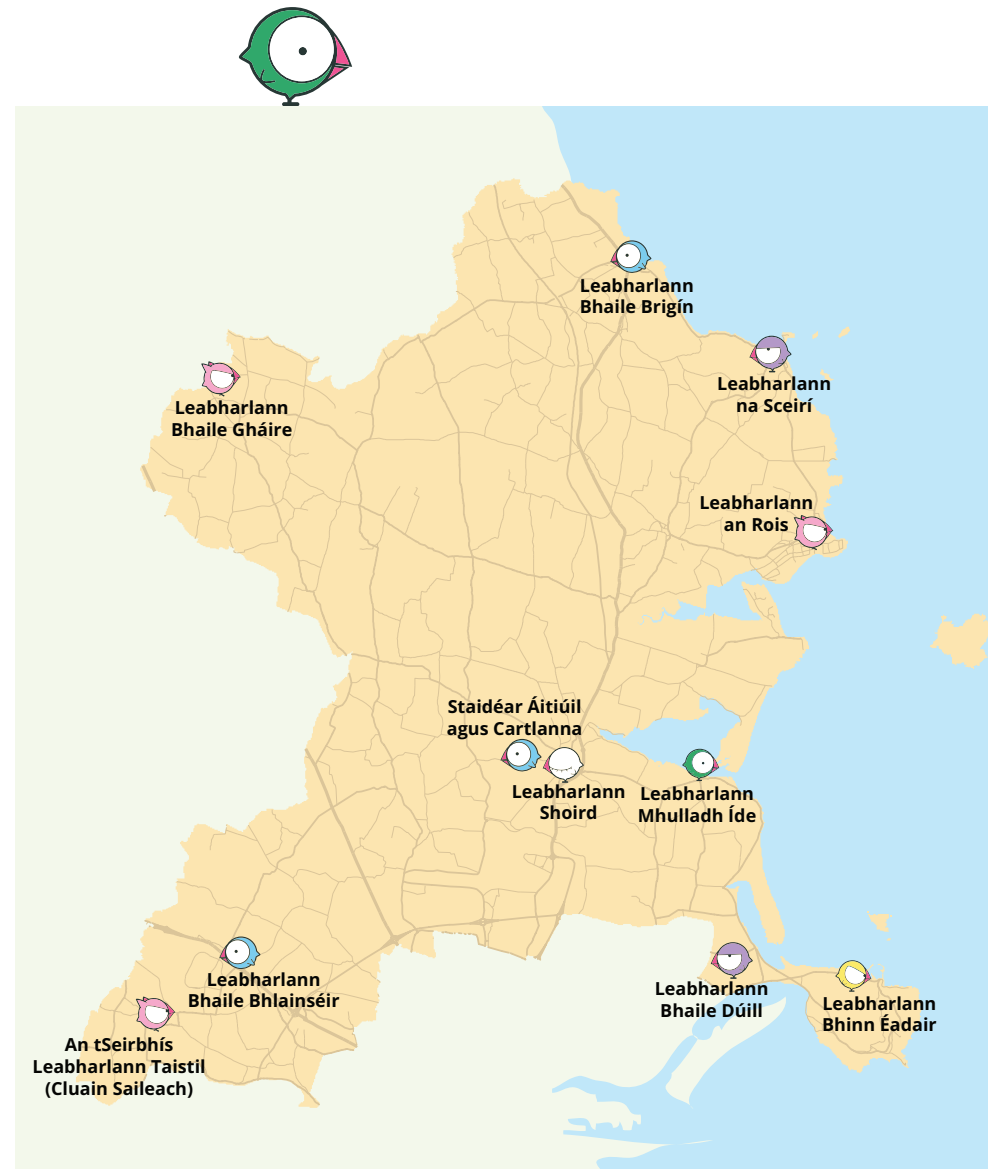 Leabharlann
Bhaile Brigín
Leabharlann
na Sceirí
Leabharlann
Bhaile Gháire
Leabharlann
an Rois
Staidéar Áitiúil
agus Cartlanna
Leabharlann
Shoird
Leabharlann
Mhulladh Íde
Leabharlann
Bhaile Bhlainséir
Leabharlann
Bhaile Dúill
Leabharlann
Bhinn Éadair
An tSeirbhís
Leabharlann Taistil
(Cluain Saileach)